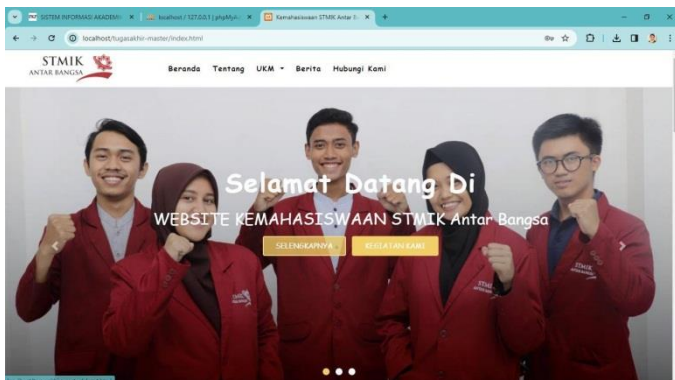 SISTEM INFORMASI AKADEMI
localhost / 127.0.0.1 | phpMyA
Kemahasiswaan STMIK Antar B
localhost/tugasakhir-master/index.html
STMIK
ANTAR BANGSA
Beranda Tentang UKM Berita Hubungi Kami
Selamat Datang Di
WEBSITE KEMAHASISWAAN STMIK Antar Bangsa
SELENGKAPNYA
KEGIATAN KAMI
STMIK